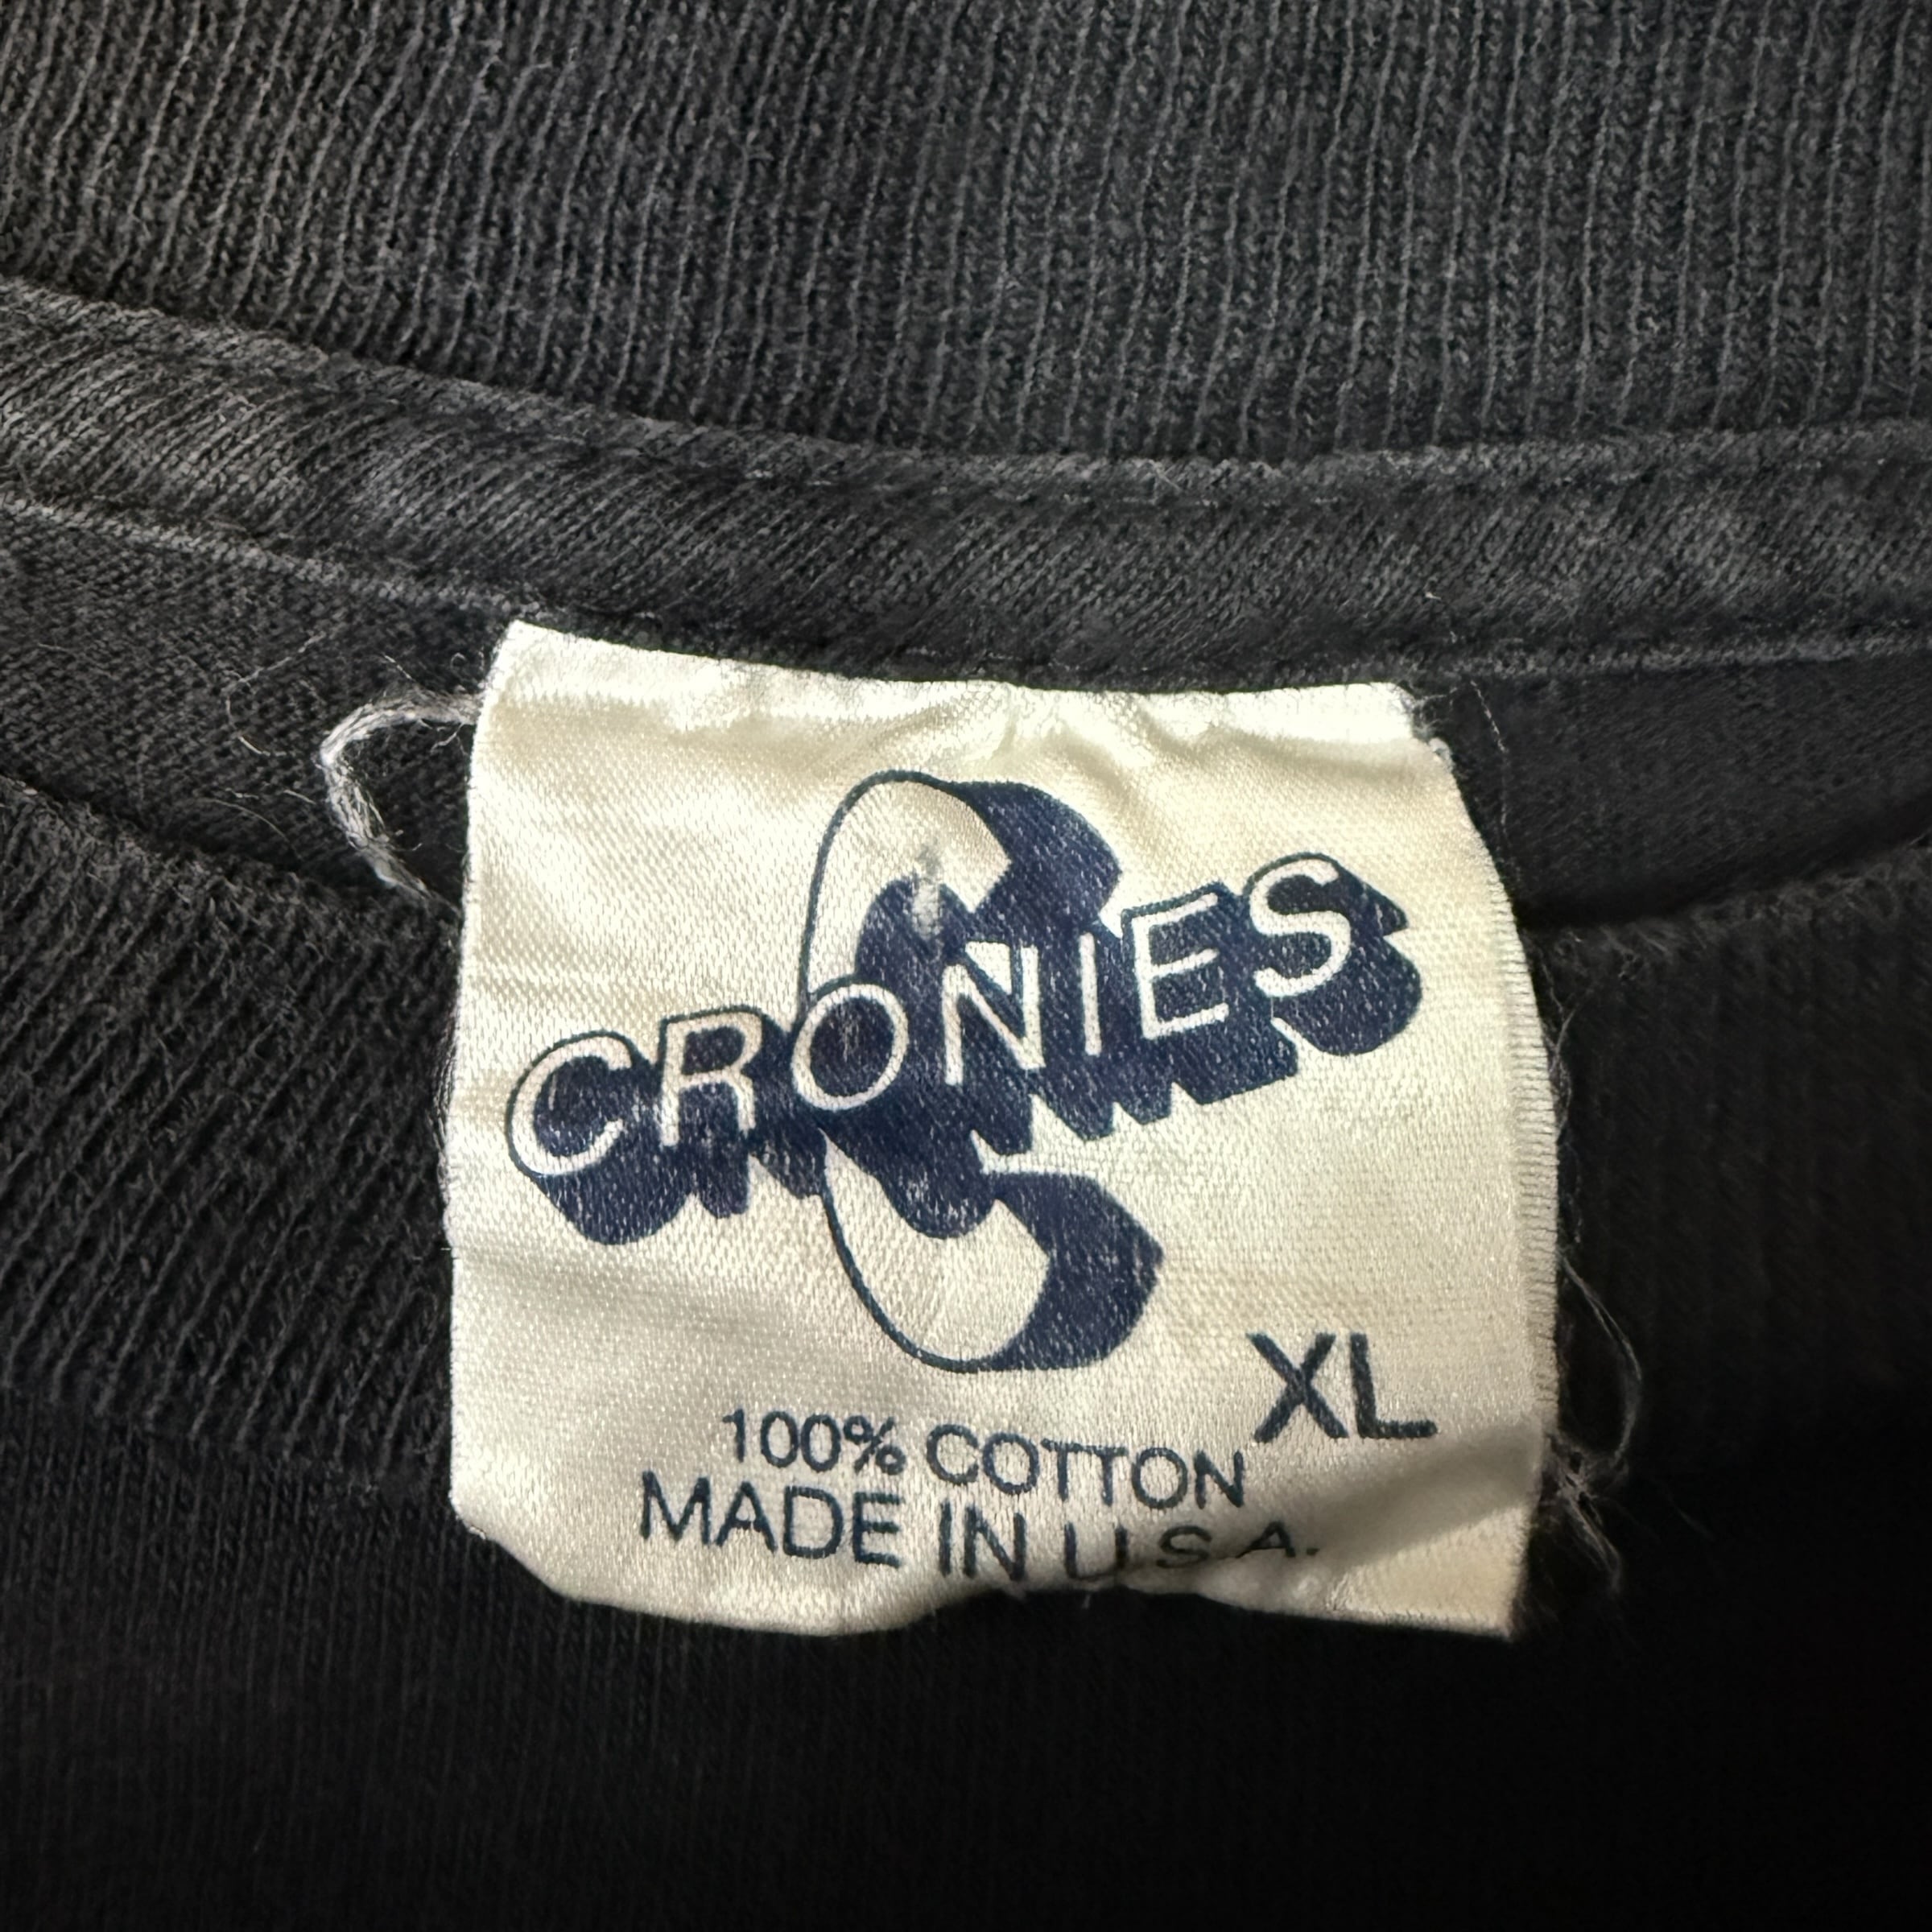 CRONIES
XL
100% COTTON
MADE IN U.S.A.